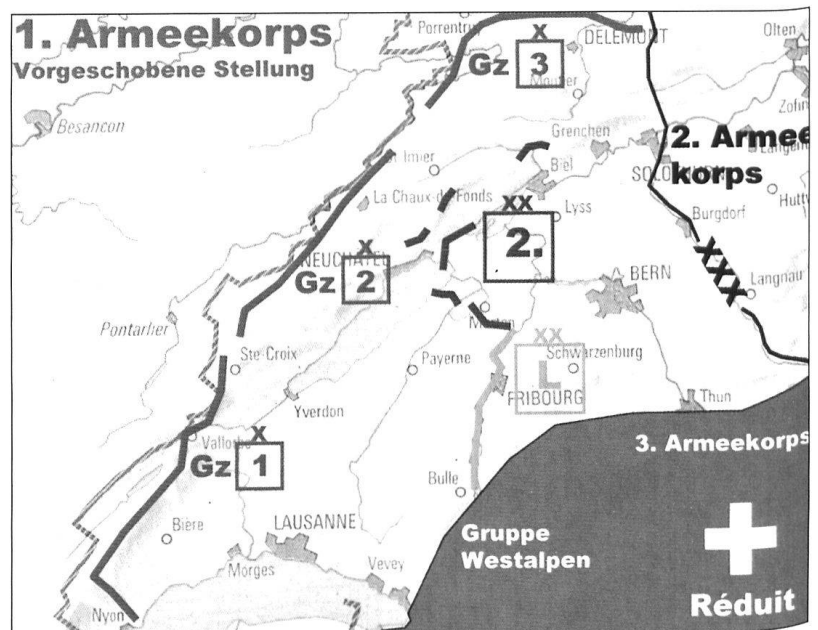 1. Armeekorps
Vorgeschobene Stellung
Porrentruy
DELEMONT
Olten
x
Gz 3
Moutier
Besancon
Grenchen
2. Armee
korps
St Imier
Biel
La Chaux-de-Fonds
xx
Lyss
2.
Burgdorf
x
NEUCHATEL
Gz 2
BERN
XXX
Langnau
Pontarlier
Ste-Croix
Payerne
xx
Schwarzenburg
L
FRIBOURG
Yverdon
Thun
x
Vallorbe
Gz 1
3. Armeekorps
Bulle
Bière
LAUSANNE
Gruppe
Westalpen
Morges
Vevey
Réduit
Nyon